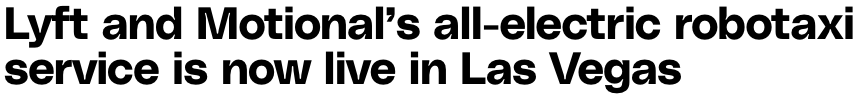 Lyft and Motional’s all-electric robotaxi
service is now live in Las Vegas